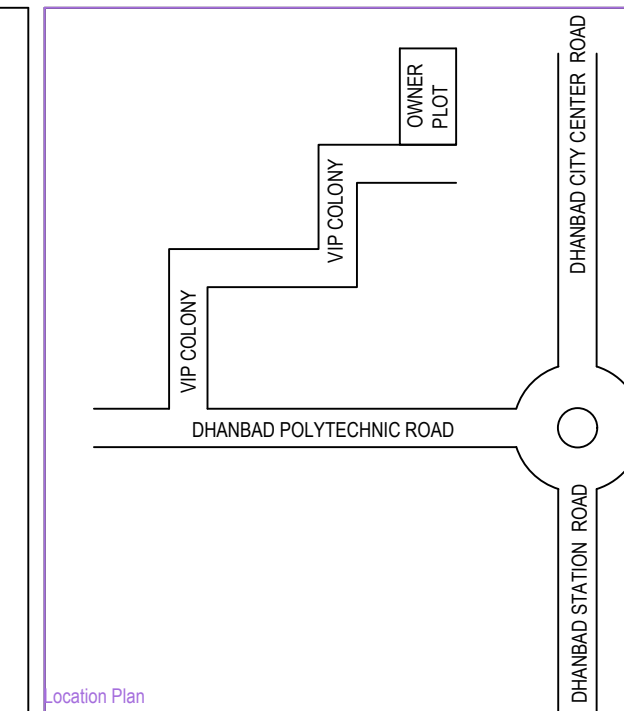 OWNER
PLOT
DHANBAD CITY CENTER ROAD
VIP COLONY
VIP COLONY
DHANBAD POLYTECHNIC ROAD
DHANBAD STATION ROAD
Location Plan